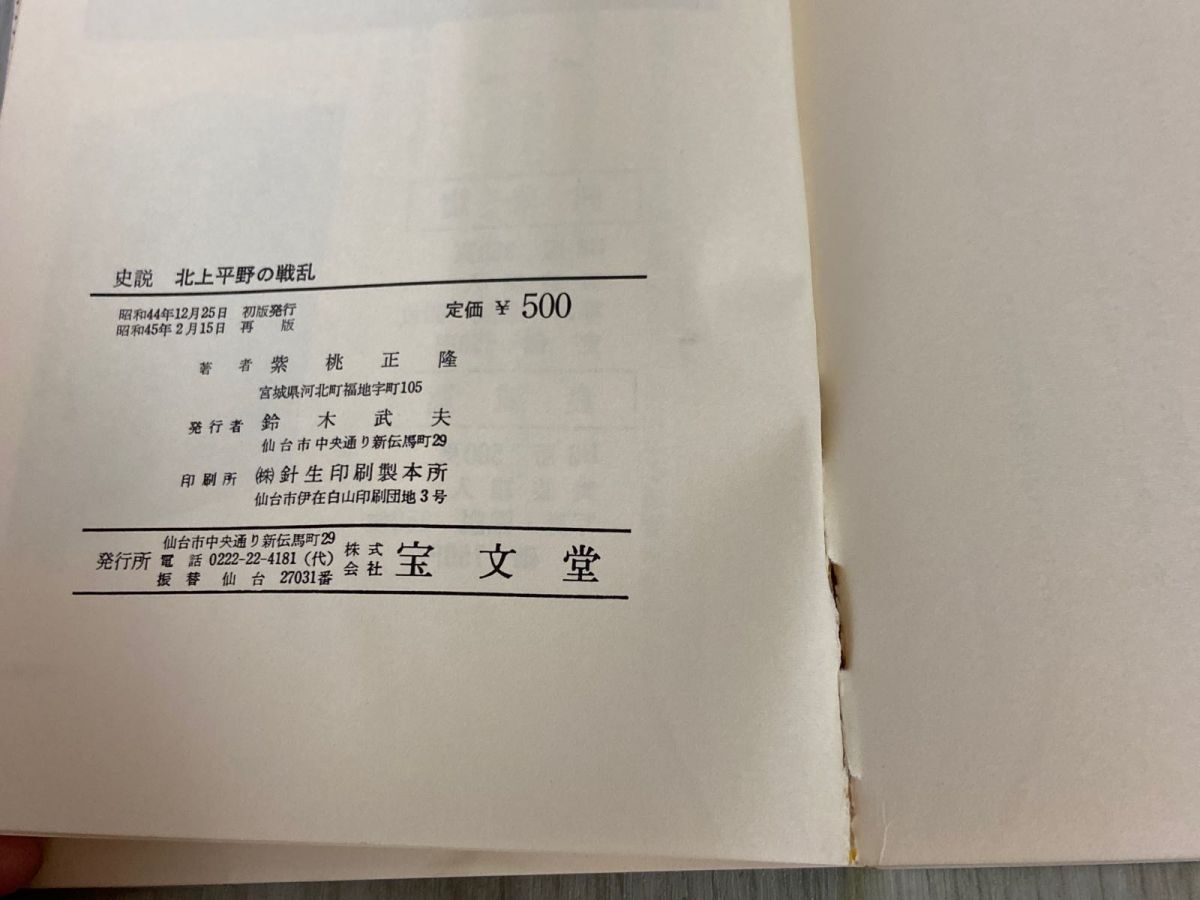 史説 北上平野の戦乱
昭和44年12月25日 初版発行
昭和45年2月15日 再版
定価 ¥ 500
著者 紫桃正隆
宮城県河北町福地字町105
発行者 鈴木武夫
仙台市中央通り新伝馬町29
印刷所 ㈱針生印刷製本所
仙台市伊在白山印刷団地3号
発行所
仙台市中央通り新伝馬町29
電話 0222-22-4181 (代)
振替 仙台 27031番
株式会社 宝文堂